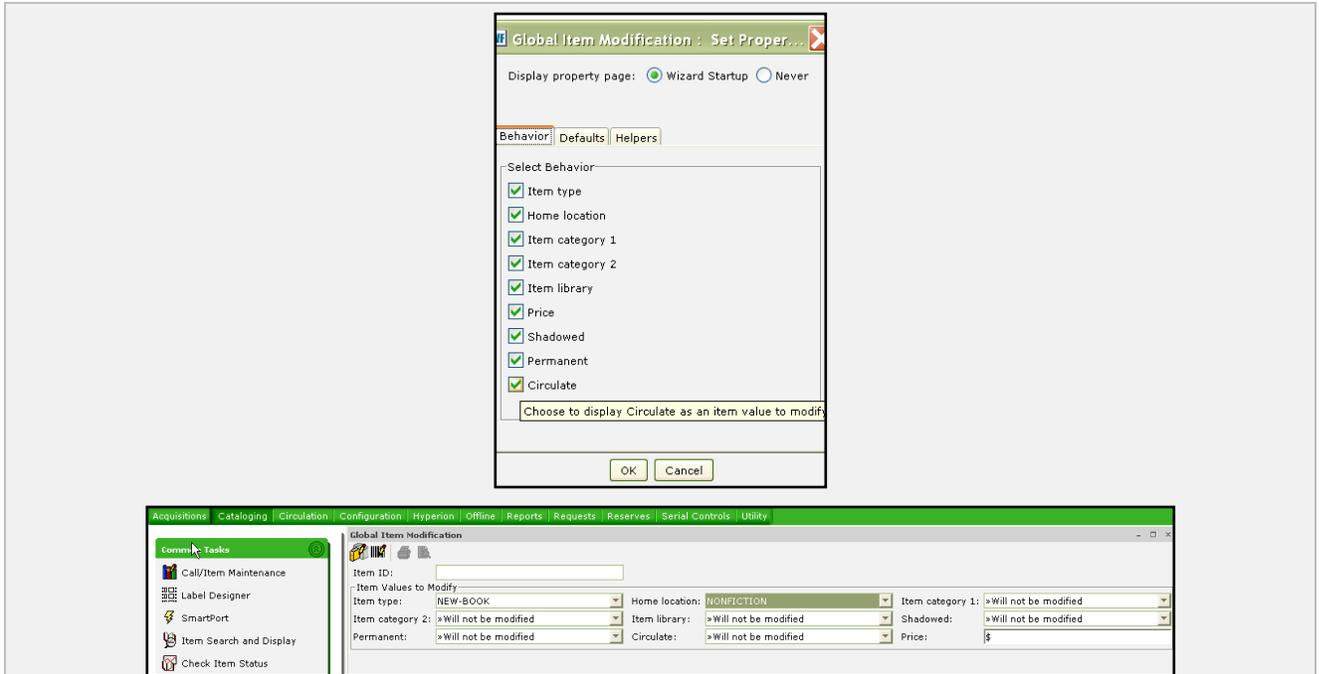 Global Item Modification : Set Proper...
Display property page: Wizard Startup Never
Behavior Defaults Helpers
Select Behavior
Item type
Home location
Item category 1
Item category 2
Item library
Price
Shadowed
Permanent
Circulate
Choose to display Circulate as an item value to modify
OK Cancel
Acquisitions Cataloging Circulation Configuration Hyperion Offline Reports Requests Reserves Serial Controls Utility
Common Tasks
Call/Item Maintenance
Label Designer
SmartPort
Item Search and Display
Check Item Status
Global Item Modification
Item ID:
Item Values to Modify
Item type: NEW-BOOK Home location: NONFICTION Item category 1: »Will not be modified
Item category 2: »Will not be modified Item library: »Will not be modified Shadowed: »Will not be modified
Permanent: »Will not be modified Circulate: »Will not be modified Price: $